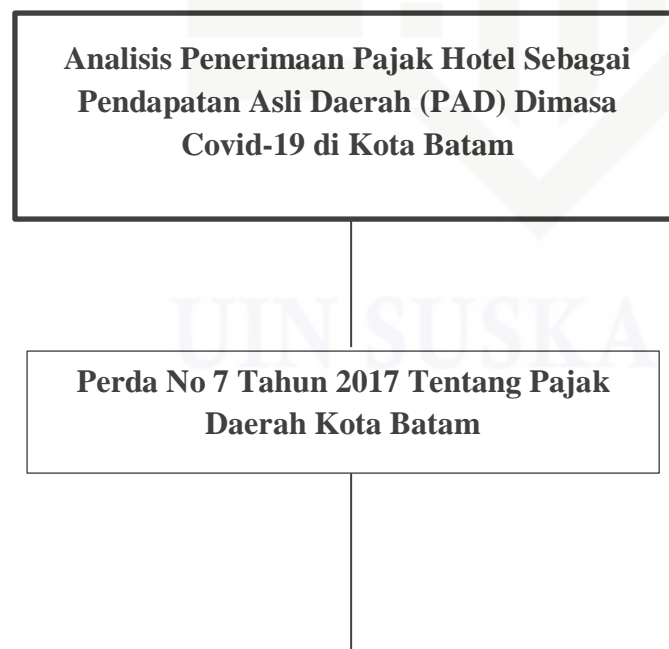 Analisis Penerimaan Pajak Hotel Sebagai
Pendapatan Asli Daerah (PAD) Dimasa
Covid-19 di Kota Batam
UIN SUSKA
Perda No 7 Tahun 2017 Tentang Pajak
Daerah Kota Batam